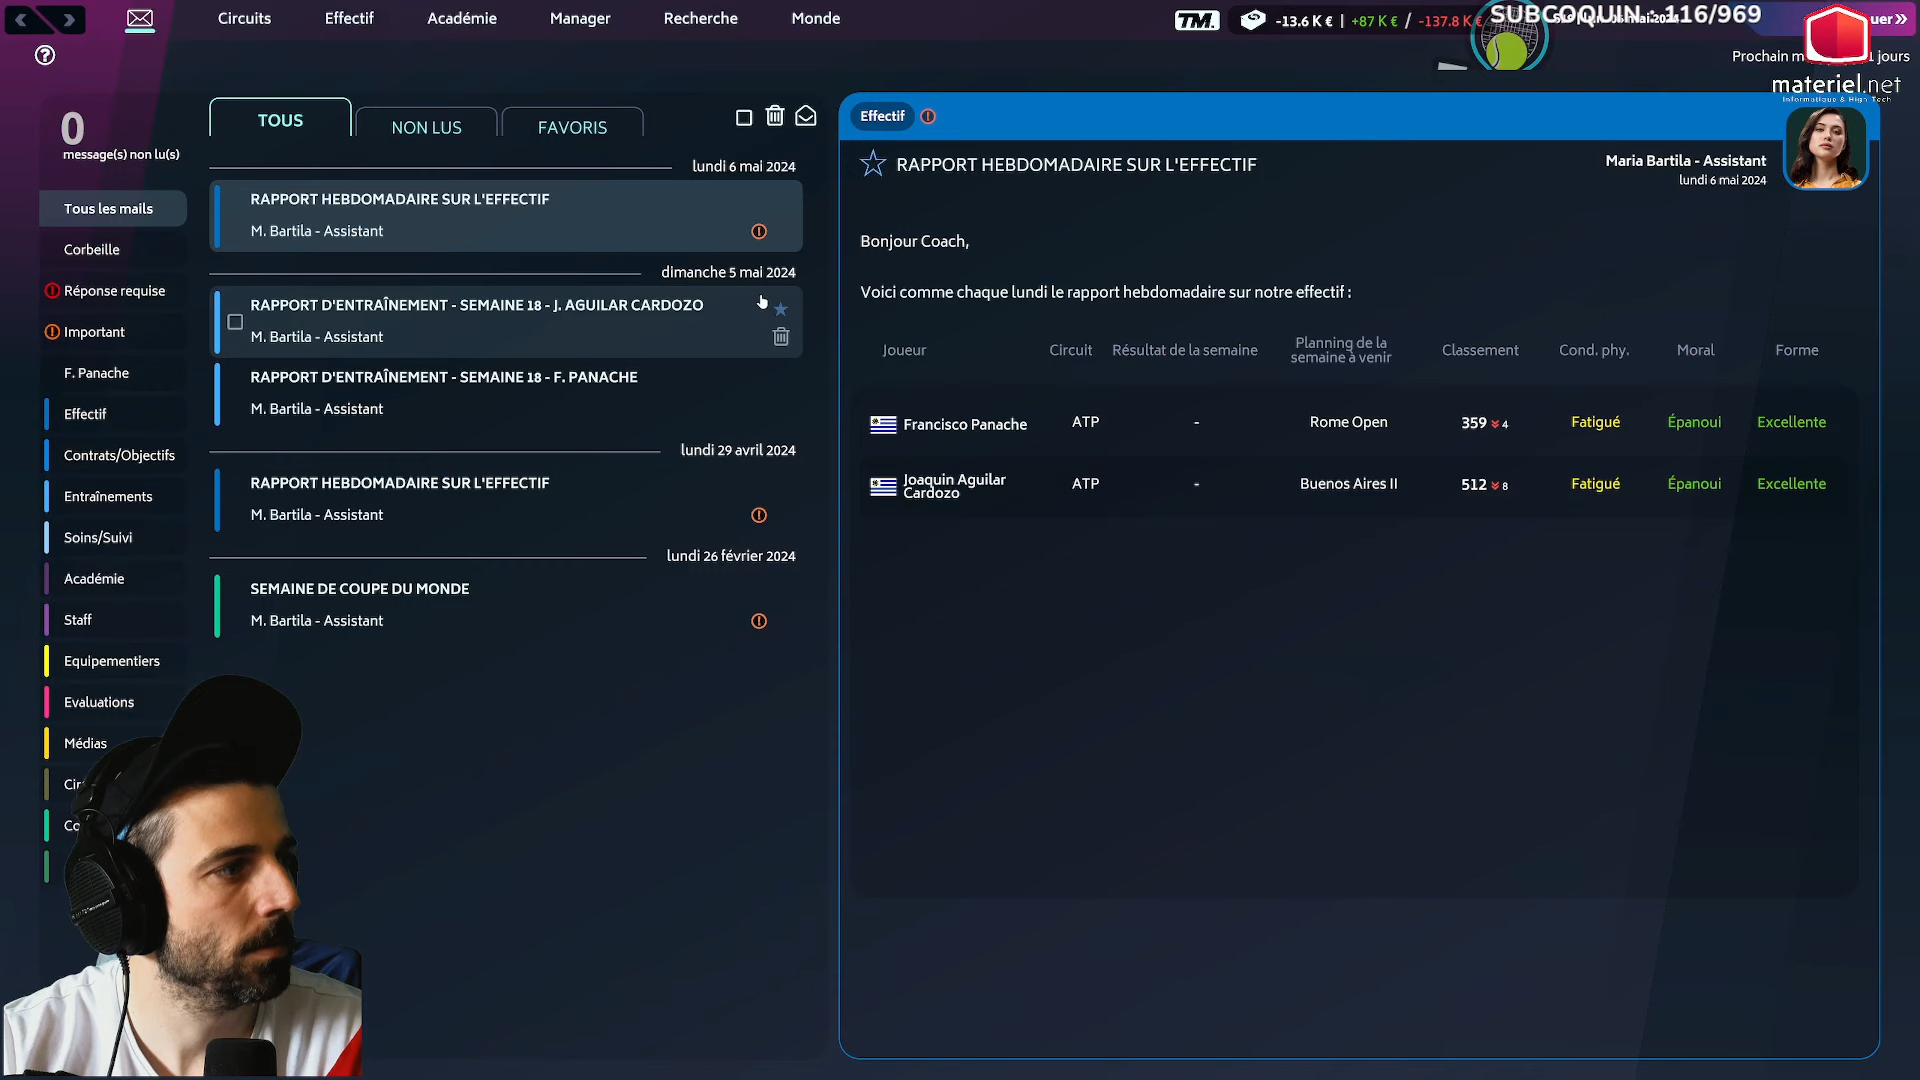 Circuits
Effectif
Académie
Manager
Recherche
Monde
TM.
-13.6 K € | +87 K € / -137.8 K €
SUBCOQUIN : 116/969
uer
Prochain m
1 jours
materiel.net
Informatique & High Tech
0
message(s) non lu(s)
Tous les mails
Corbeille
Réponse requise
Important
F. Panache
Effectif
Contrats/Objectifs
Entraînements
Soins/Suivi
Académie
Staff
Equipementiers
Evaluations
Médias
Cir
Co
TOUS
NON LUS
FAVORIS
lundi 6 mai 2024
RAPPORT HEBDOMADAIRE SUR L'EFFECTIF
M. Bartila - Assistant
dimanche 5 mai 2024
RAPPORT D'ENTRAÎNEMENT - SEMAINE 18 - J. AGUILAR CARDOZO
M. Bartila - Assistant
RAPPORT D'ENTRAÎNEMENT - SEMAINE 18 - F. PANACHE
M. Bartila - Assistant
lundi 29 avril 2024
RAPPORT HEBDOMADAIRE SUR L'EFFECTIF
M. Bartila - Assistant
lundi 26 février 2024
SEMAINE DE COUPE DU MONDE
M. Bartila - Assistant
Effectif
RAPPORT HEBDOMADAIRE SUR L'EFFECTIF
Maria Bartila - Assistant
lundi 6 mai 2024
Bonjour Coach,
Voici comme chaque lundi le rapport hebdomadaire sur notre effectif :
Joueur
Circuit
Résultat de la semaine
Planning de la
semaine à venir
Classement
Cond. phy.
Moral
Forme
Francisco Panache
ATP
-
Rome Open
359 4
Fatigué
Épanoui
Excellente
Joaquin Aguilar
Cardozo
ATP
-
Buenos Aires II
512 8
Fatigué
Épanoui
Excellente